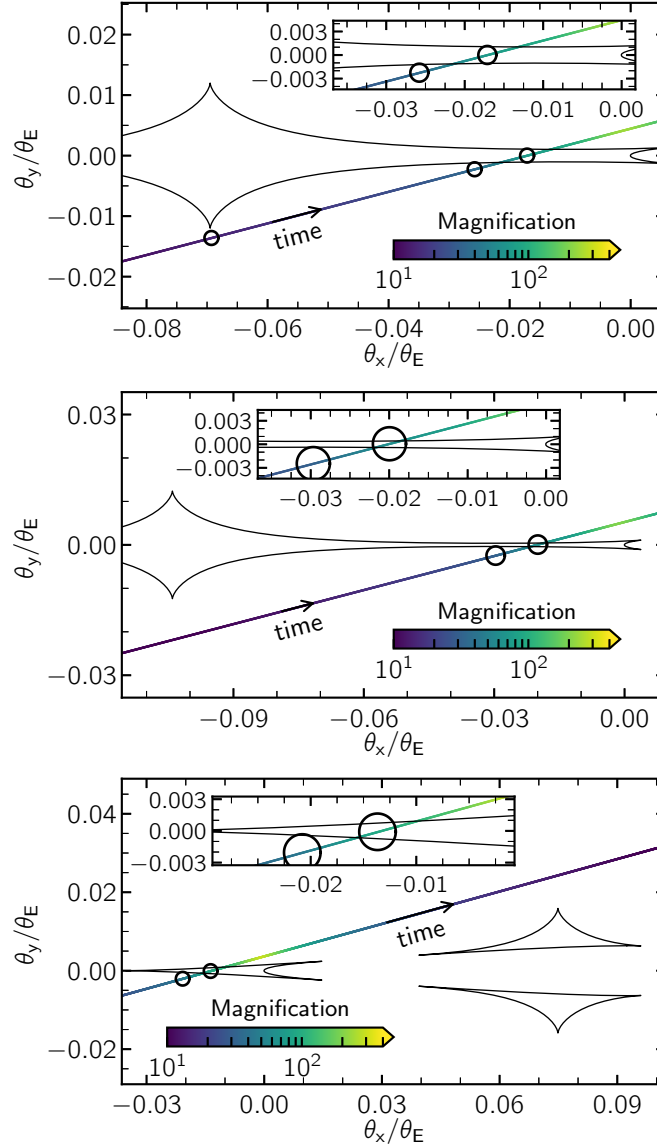 0.003
0.000
−0.003
−0.03 −0.02 −0.01 0.00
0.02
0.01
0.00
−0.01
−0.02
θy/θE
time
Magnification
10¹ 10²
−0.08 −0.06 −0.04 −0.02 0.00
θx/θE
0.003
0.000
−0.003
−0.03 −0.02 −0.01 0.00
0.03
0.00
−0.03
θy/θE
time
Magnification
10¹ 10²
−0.09 −0.06 −0.03 0.00
θx/θE
0.003
0.000
−0.003
−0.02 −0.01
0.04
0.02
0.00
−0.02
θy/θE
time
Magnification
10¹ 10²
−0.03 0.00 0.03 0.06 0.09
θx/θE